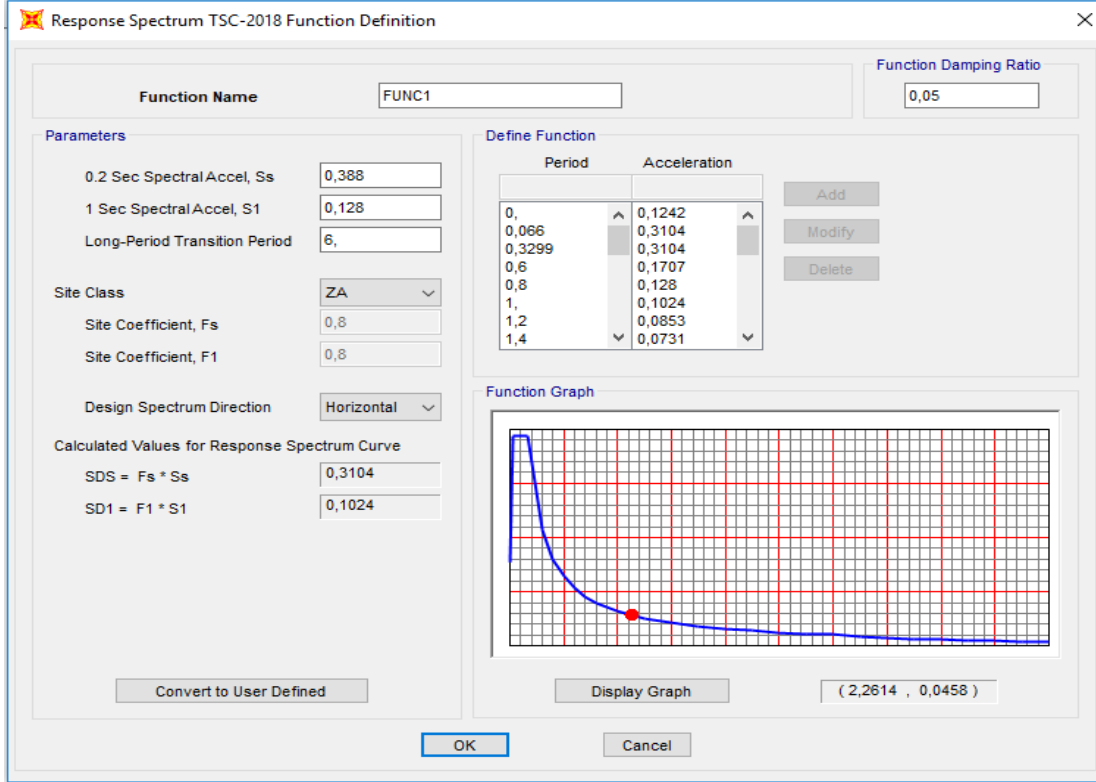 Response Spectrum TSC-2018 Function Definition
Function Name
FUNC1
Function Damping Ratio
0,05
Parameters
0.2 Sec Spectral Accel, Ss
0,388
1 Sec Spectral Accel, S1
0,128
Long-Period Transition Period
6,
Site Class
ZA
Site Coefficient, Fs
0,8
Site Coefficient, F1
0,8
Design Spectrum Direction
Horizontal
Calculated Values for Response Spectrum Curve
SDS = Fs * Ss
0,3104
SD1 = F1 * S1
0,1024
Convert to User Defined
Define Function
Period Acceleration
0, 0,1242
0,066 0,3104
0,3299 0,3104
0,6 0,1707
0,8 0,128
1, 0,1024
1,2 0,0853
1,4 0,0731
Add
Modify
Delete
Function Graph
Display Graph
( 2,2614 , 0,0458 )
OK
Cancel